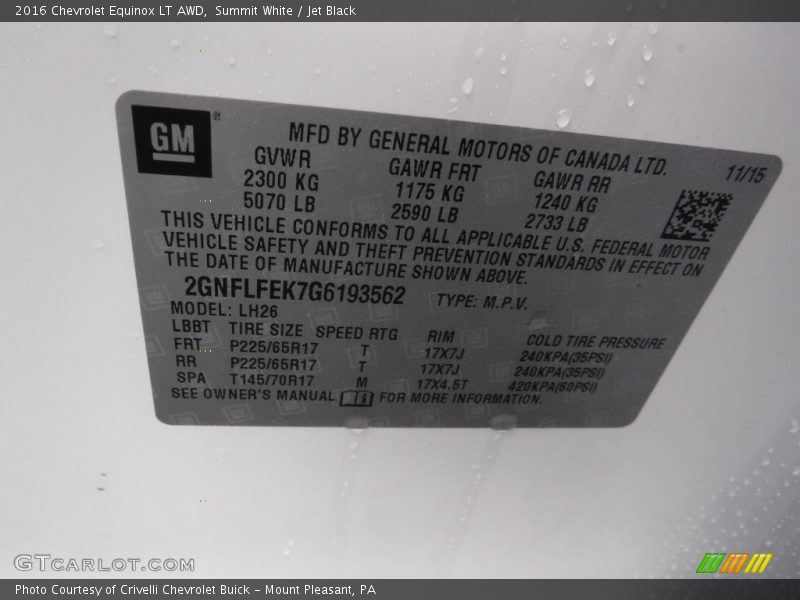 2016 Chevrolet Equinox LT AWD, Summit White / Jet Black
GM ®
MFD BY GENERAL MOTORS OF CANADA LTD.
11/15
GVWR GAWR FRT GAWR RR
2300 KG 1175 KG 1240 KG
5070 LB 2590 LB 2733 LB
THIS VEHICLE CONFORMS TO ALL APPLICABLE U.S. FEDERAL MOTOR
VEHICLE SAFETY AND THEFT PREVENTION STANDARDS IN EFFECT ON
THE DATE OF MANUFACTURE SHOWN ABOVE.
2GNFLFEK7G6193562 TYPE: M.P.V.
MODEL: LH26
LBBT TIRE SIZE SPEED RTG RIM COLD TIRE PRESSURE
FRT P225/65R17 T 17X7J 240KPA(35PSI)
RR P225/65R17 T 17X7J 240KPA(35PSI)
SPA T145/70R17 M 17X4.5T 420KPA(60PSI)
SEE OWNER'S MANUAL i FOR MORE INFORMATION.
GTCARLOT.COM
Photo Courtesy of Crivelli Chevrolet Buick - Mount Pleasant, PA